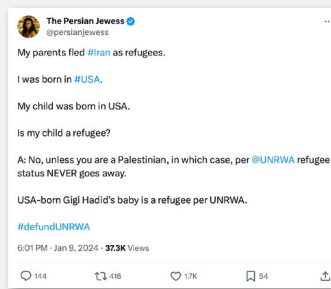 The Persian Jewess
@persianjewess
My parents fled #Iran as refugees.
I was born in #USA.
My child was born in USA.
Is my child a refugee?
A: No, unless you are a Palestinian, in which case, per @UNRWA refugee
status NEVER goes away.
USA-born Gigi Hadid's baby is a refugee per UNRWA.
#defundUNRWA
6:01 PM · Jan 9, 2024 · 37.3K Views
144 416 1.7K 54